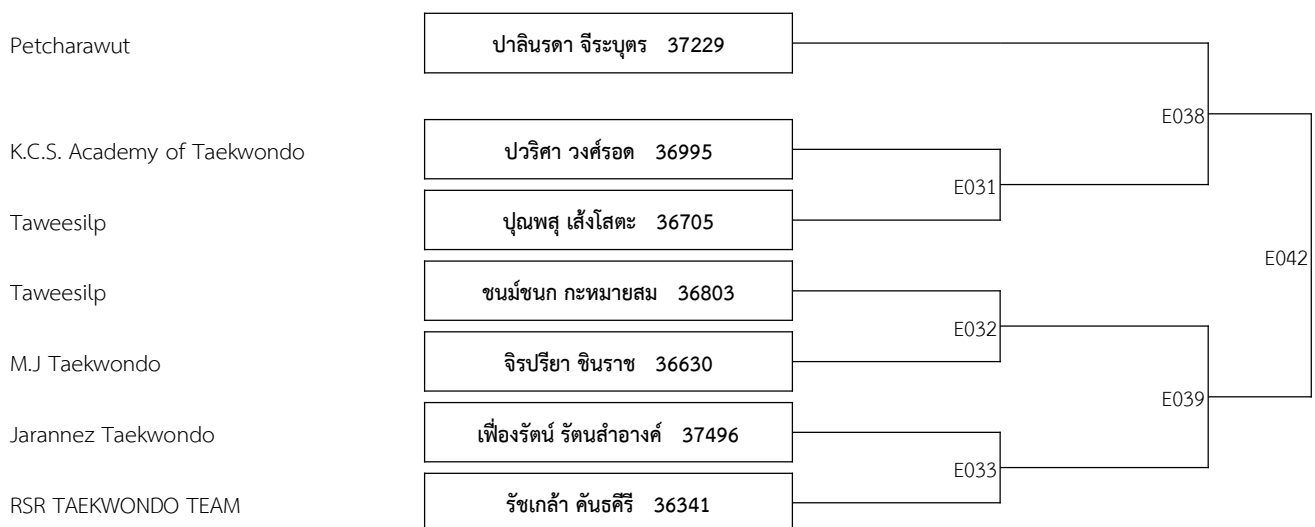 Petcharawut ปาลินรดา จีระบุตร 37229
E038
K.C.S. Academy of Taekwondo ปวริศา วงศ์รอด 36995
E031
Taweesilp ปุณพสุ เส้งโสตะ 36705
E042
Taweesilp ชนม์ชนก กะหมายสม 36803
E032
M.J Taekwondo จิรปรียา ชินราช 36630
E039
Jarannez Taekwondo เฟื่องรัตน์ รัตนสำอางค์ 37496
E033
RSR TAEKWONDO TEAM รัชเกล้า คันธคีรี 36341